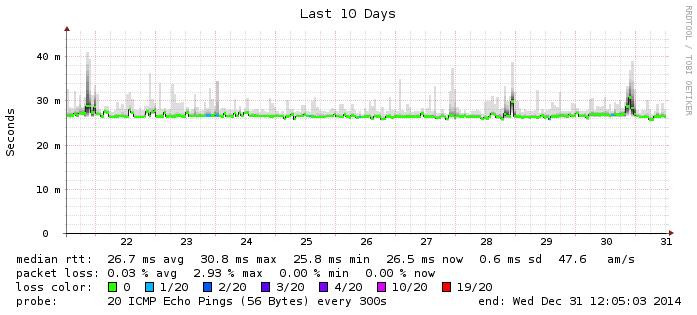 Last 10 Days
RRDTOOL / TOBI OETIKER
Seconds
40 m
30 m
20 m
10 m
0
22 23 24 25 26 27 28 29 30 31
median rtt: 26.7 ms avg 30.8 ms max 25.8 ms min 26.5 ms now 0.6 ms sd 47.6 am/s
packet loss: 0.03 % avg 2.93 % max 0.00 % min 0.00 % now
loss color: 0 1/20 2/20 3/20 4/20 10/20 19/20
probe: 20 ICMP Echo Pings (56 Bytes) every 300s end: Wed Dec 31 12:05:03 2014